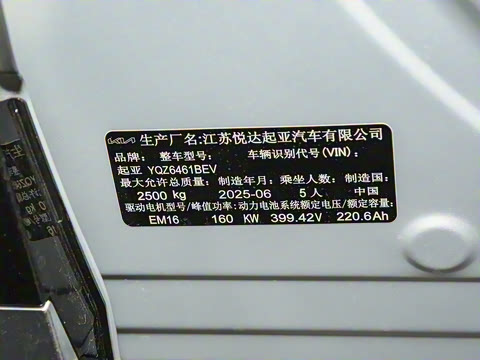 KIA 生产厂名:江苏悦达起亚汽车有限公司
品牌: 整车型号: 车辆识别代号(VIN):
起亚 YQZ6461BEV
最大允许总质量: 制造年月: 乘坐人数: 制造国:
2500 kg 2025-06 5 人 中国
驱动电机型号/峰值功率:动力电池系统额定电压/额定容量:
EM16 160 KW 399.42V 220.6Ah